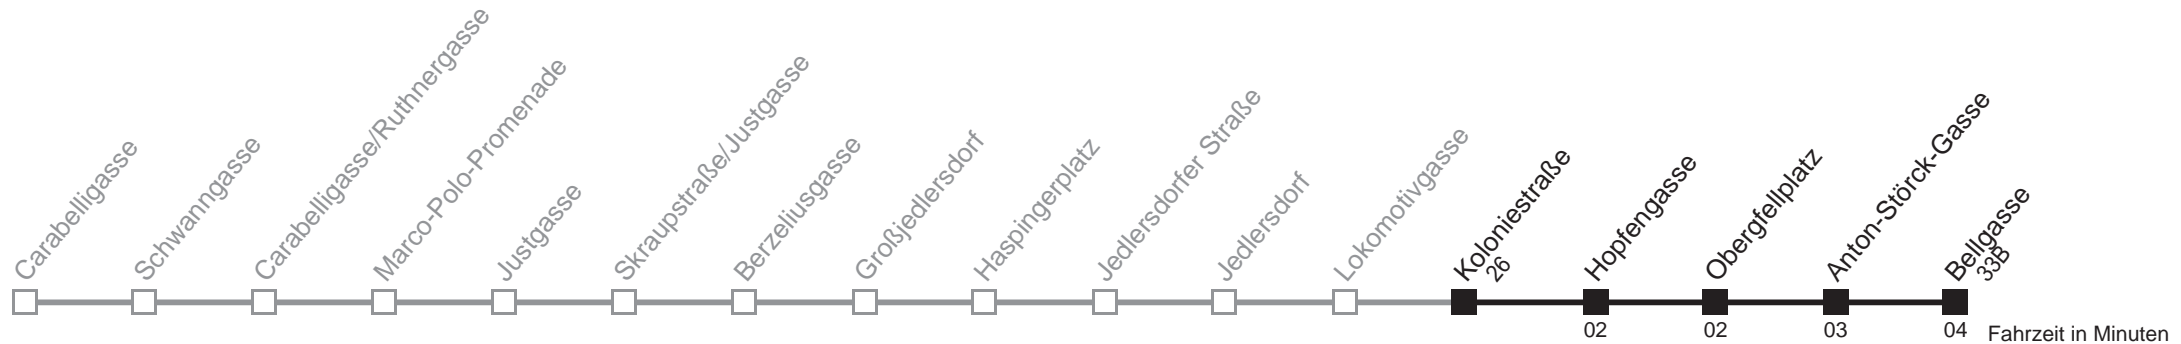 Carabelligasse
Schwanngasse
Carabelligasse/Ruthnergasse
Marco-Polo-Promenade
Justgasse
Skraupstraße/Justgasse
Berzeliusgasse
Großjedlersdorf
Haspingerplatz
Jedlersdorfer Straße
Jedlersdorf
Lokomotivgasse
Koloniestraße
26
Hopfengasse
Obergfellplatz
Anton-Störck-Gasse
Bellgasse
33B
02 02 03 04 Fahrzeit in Minuten